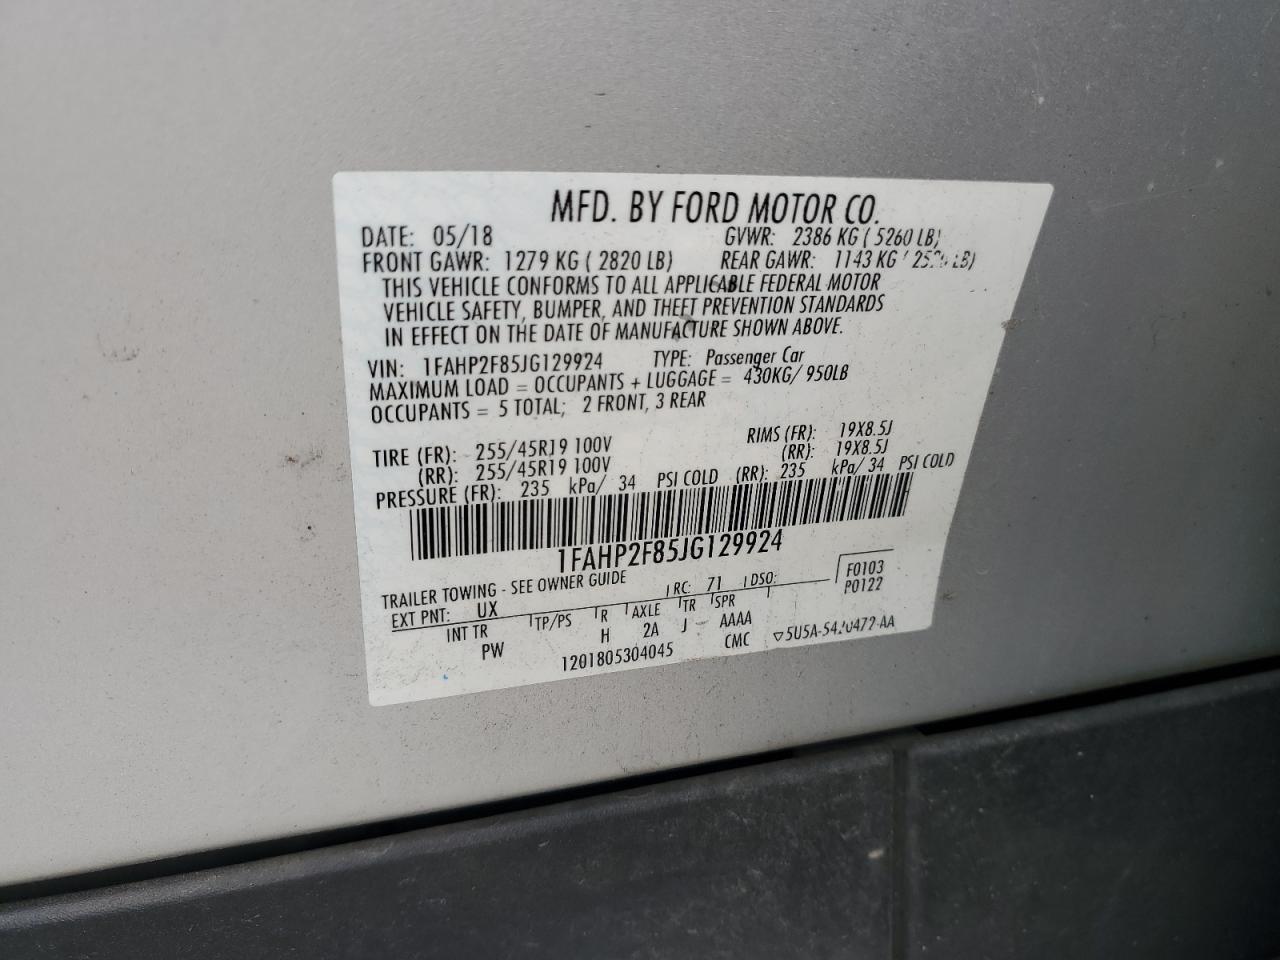 MFD. BY FORD MOTOR CO.
DATE: 05/18 GVWR: 2386 KG ( 5260 LB)
FRONT GAWR: 1279 KG ( 2820 LB) REAR GAWR: 1143 KG ( LB)
THIS VEHICLE CONFORMS TO ALL APPLICABLE FEDERAL MOTOR
VEHICLE SAFETY, BUMPER, AND THEFT PREVENTION STANDARDS
IN EFFECT ON THE DATE OF MANUFACTURE SHOWN ABOVE.
VIN: 1FAHP2F85JG129924 TYPE: Passenger Car
MAXIMUM LOAD = OCCUPANTS + LUGGAGE = 430KG/ 950LB
OCCUPANTS = 5 TOTAL; 2 FRONT, 3 REAR
TIRE (FR): 255/45R19 100V RIMS (FR): 19X8.5J
(RR): 255/45R19 100V (RR): 19X8.5J
PRESSURE (FR): 235 kPa/ 34 PSI COLD (RR): 235 kPa/ 34 PSI COLD
1FAHP2F85JG129924
TRAILER TOWING - SEE OWNER GUIDE
EXT PNT: UX RC: 71 DSO: F0103
P0122
INT TR TP/PS R AXLE TR SPR
PW H 2A J AAAA
1201805304045 CMC